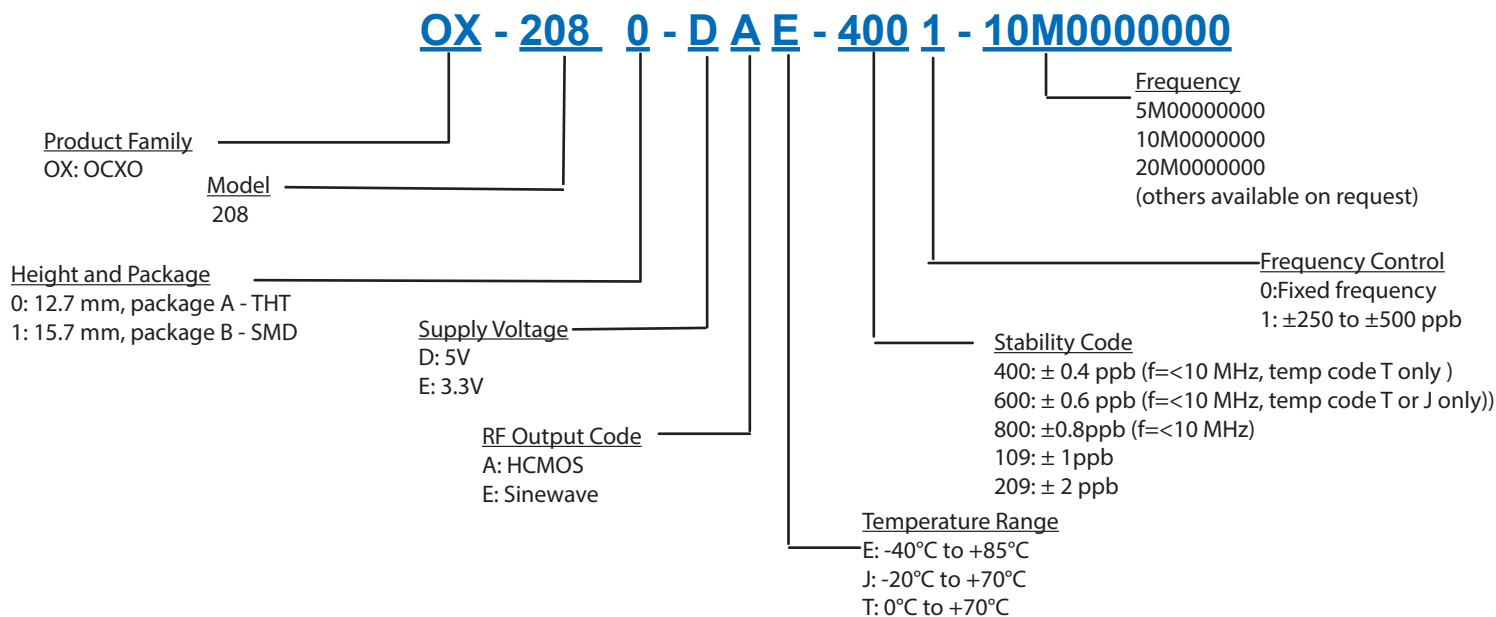 OX - 208 0 - D A E - 400 1 - 10M0000000
Frequency
5M00000000
10M0000000
20M0000000
(others available on request)
Product Family
OX: OCXO
Model
208
Height and Package
0: 12.7 mm, package A - THT
1: 15.7 mm, package B - SMD
Frequency Control
0:Fixed frequency
1: ±250 to ±500 ppb
Supply Voltage
D: 5V
E: 3.3V
Stability Code
400: ± 0.4 ppb (f=<10 MHz, temp code T only )
600: ± 0.6 ppb (f=<10 MHz, temp code T or J only))
800: ±0.8ppb (f=<10 MHz)
109: ± 1ppb
209: ± 2 ppb
RF Output Code
A: HCMOS
E: Sinewave
Temperature Range
E: -40°C to +85°C
J: -20°C to +70°C
T: 0°C to +70°C